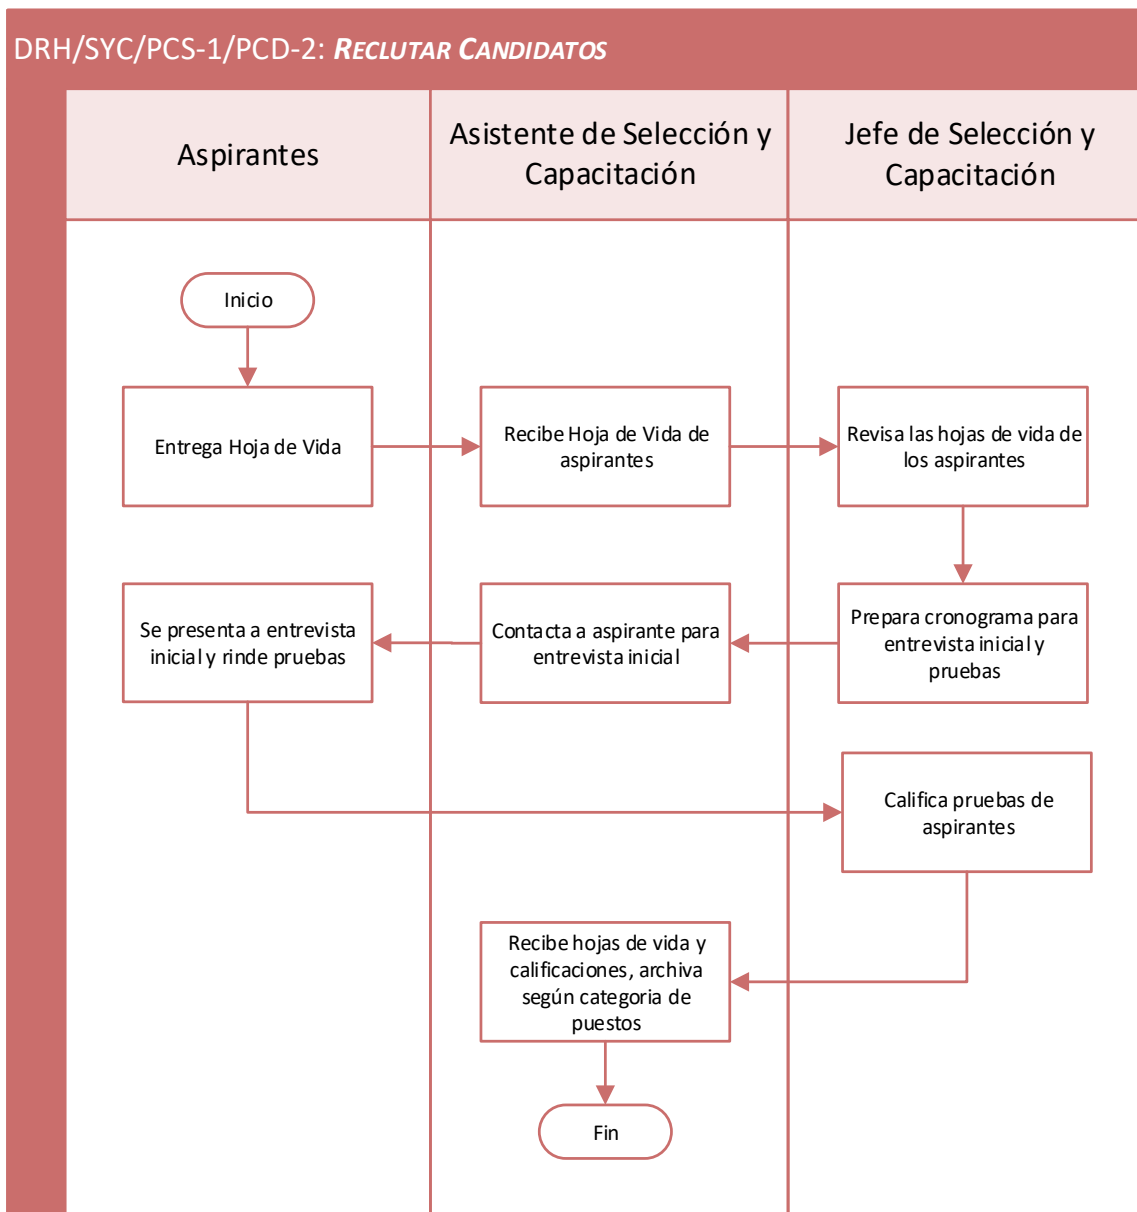 DRH/SYC/PCS-1/PCD-2: RECLUTAR CANDIDATOS
Aspirantes
Asistente de Selección y
Capacitación
Jefe de Selección y
Capacitación
Inicio
Entrega Hoja de Vida
Recibe Hoja de Vida de
aspirantes
Revisa las hojas de vida de
los aspirantes
Se presenta a entrevista
inicial y rinde pruebas
Contacta a aspirante para
entrevista inicial
Prepara cronograma para
entrevista inicial y
pruebas
Califica pruebas de
aspirantes
Recibe hojas de vida y
calificaciones, archiva
según categoria de
puestos
Fin